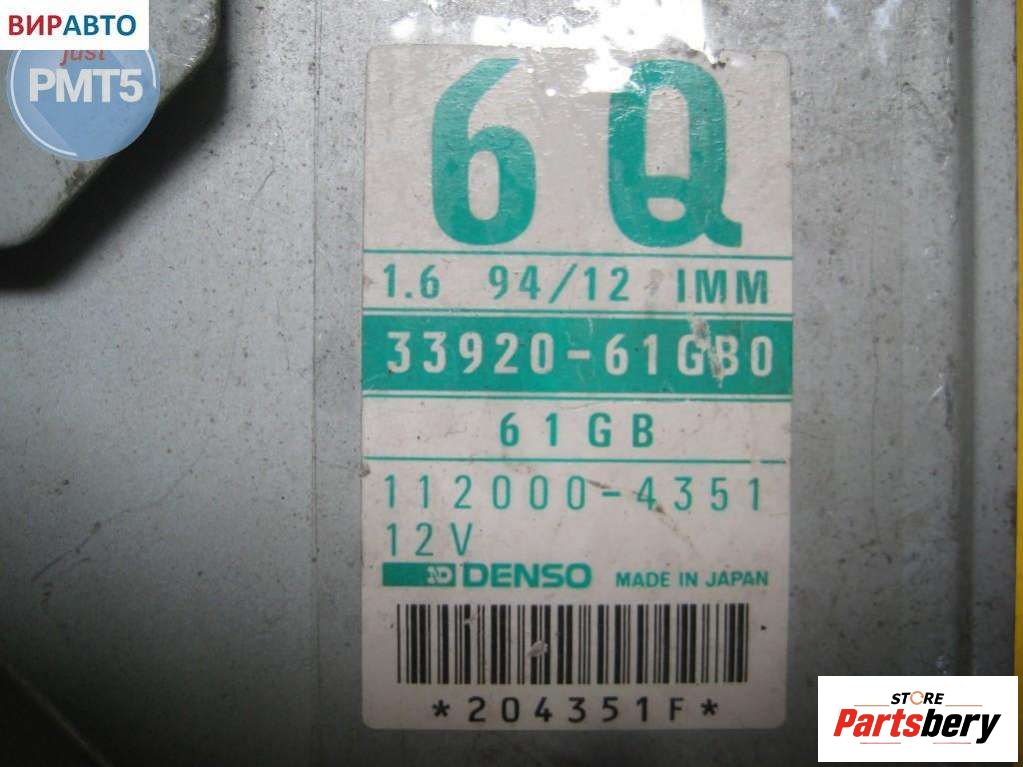 ВИРАВТО
just
PMT5
6Q
1.6 94/12 IMM
33920-61GB0
61GB
112000-4351
12V
ND DENSO MADE IN JAPAN
*204351F*
STORE
Partsbery